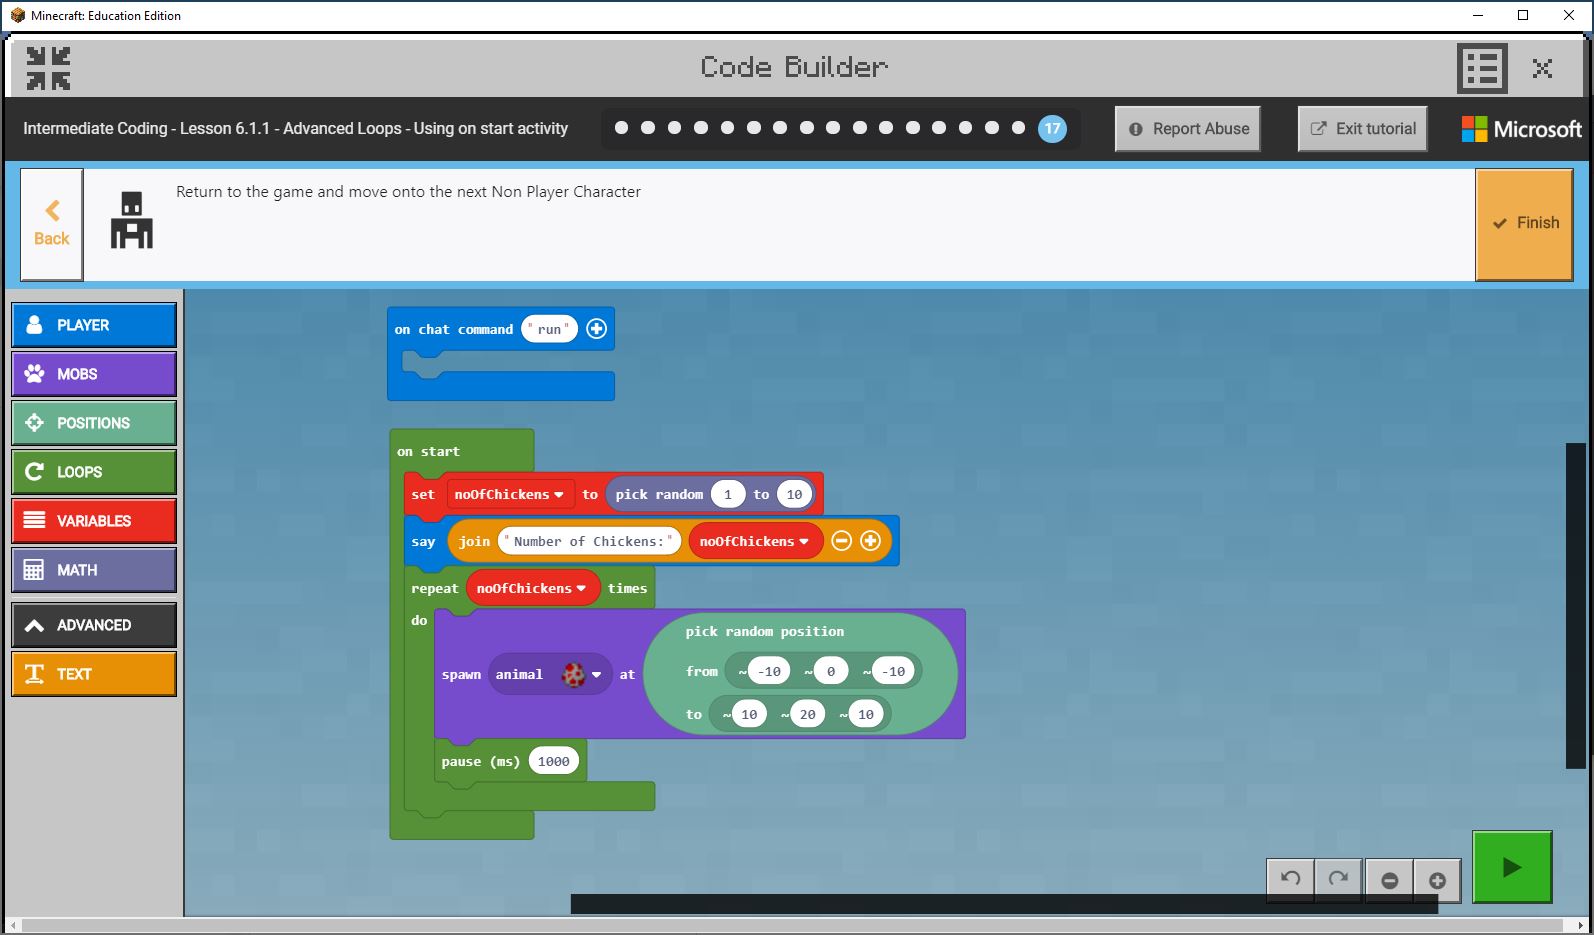 Minecraft: Education Edition
Code Builder
Intermediate Coding - Lesson 6.1.1 - Advanced Loops - Using on start activity
17
Report Abuse
Exit tutorial
Microsoft
Back
Return to the game and move onto the next Non Player Character
Finish
PLAYER
MOBS
POSITIONS
LOOPS
VARIABLES
MATH
ADVANCED
TEXT
on chat command "run"
on start
set noOfChickens to pick random 1 to 10
say join "Number of Chickens:" noOfChickens
repeat noOfChickens times
do
spawn animal at
pick random position
from ~-10 ~0 ~-10
to ~10 ~20 ~10
pause (ms) 1000